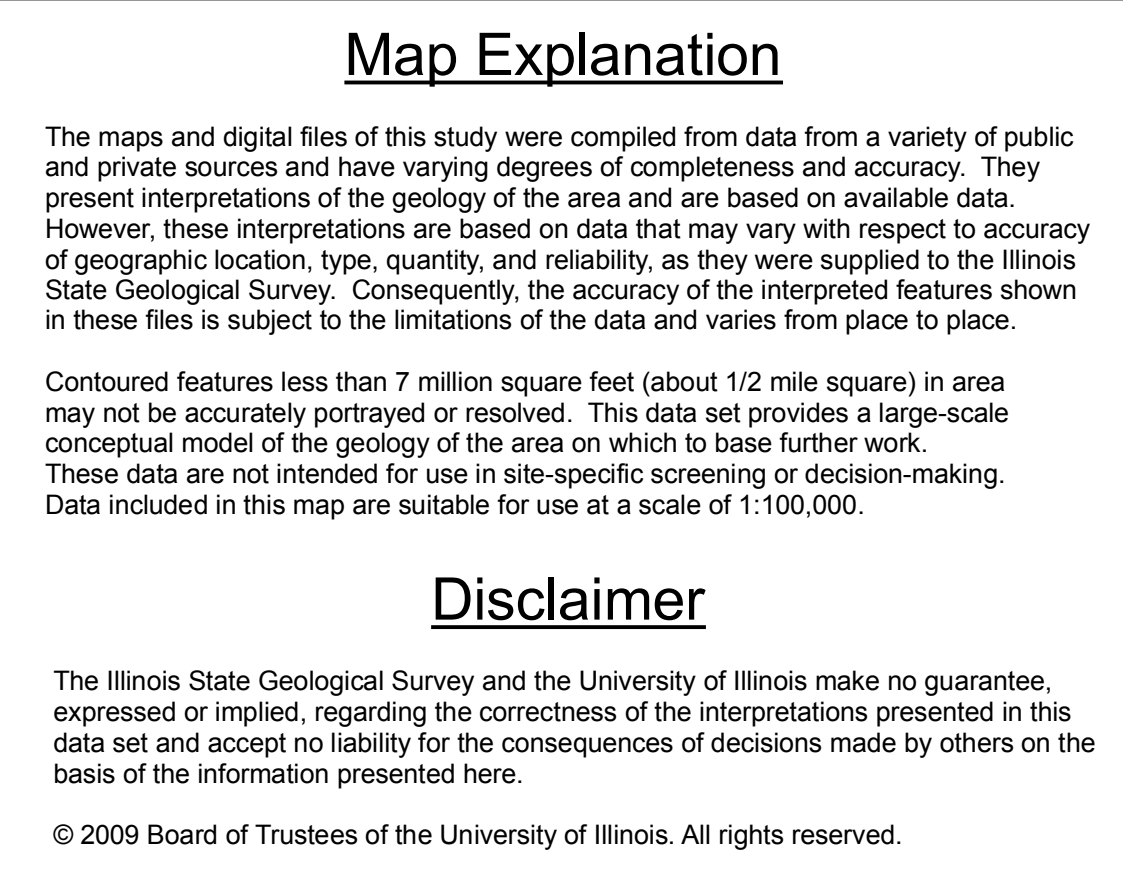 Map Explanation
The maps and digital files of this study were compiled from data from a variety of public
and private sources and have varying degrees of completeness and accuracy.  They
present interpretations of the geology of the area and are based on available data.
However, these interpretations are based on data that may vary with respect to accuracy
of geographic location, type, quantity, and reliability, as they were supplied to the Illinois
State Geological Survey.  Consequently, the accuracy of the interpreted features shown
in these files is subject to the limitations of the data and varies from place to place.
Contoured features less than 7 million square feet (about 1/2 mile square) in area
may not be accurately portrayed or resolved.  This data set provides a large-scale
conceptual model of the geology of the area on which to base further work.
These data are not intended for use in site-specific screening or decision-making.
Data included in this map are suitable for use at a scale of 1:100,000.
Disclaimer
The Illinois State Geological Survey and the University of Illinois make no guarantee,
expressed or implied, regarding the correctness of the interpretations presented in this
data set and accept no liability for the consequences of decisions made by others on the
basis of the information presented here.
© 2009 Board of Trustees of the University of Illinois. All rights reserved.